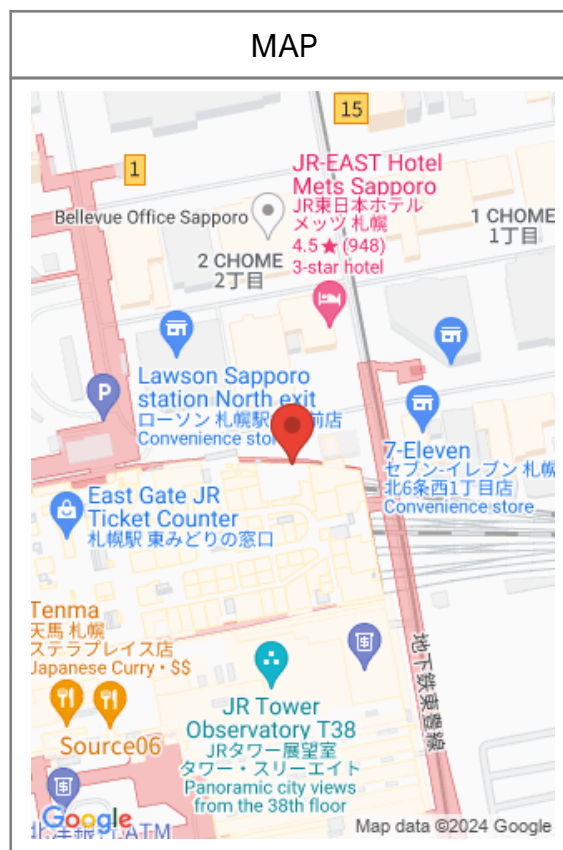 MAP
15
1
JR-EAST Hotel
Mets Sapporo
JR東日本ホテル
メッツ 札幌
4.5★ (948)
3-star hotel
Bellevue Office Sapporo
1 CHOME
1丁目
2 CHOME
2丁目
P
Lawson Sapporo
station North exit
ローソン 札幌駅 前店
Convenience
7-Eleven
セブン-イレブン 札幌
北6条西1丁目店
Convenience store
East Gate JR
Ticket Counter
札幌駅 東みどりの窓口
Tenma
天馬 札幌
ステラプレイス店
Japanese Curry • $$
地下鉄東豊線
JR Tower
Observatory T38
JRタワー展望室
タワー・スリーエイト
Panoramic city views
from the 38th floor
Source06
Google
ATM
Map data ©2024 Google